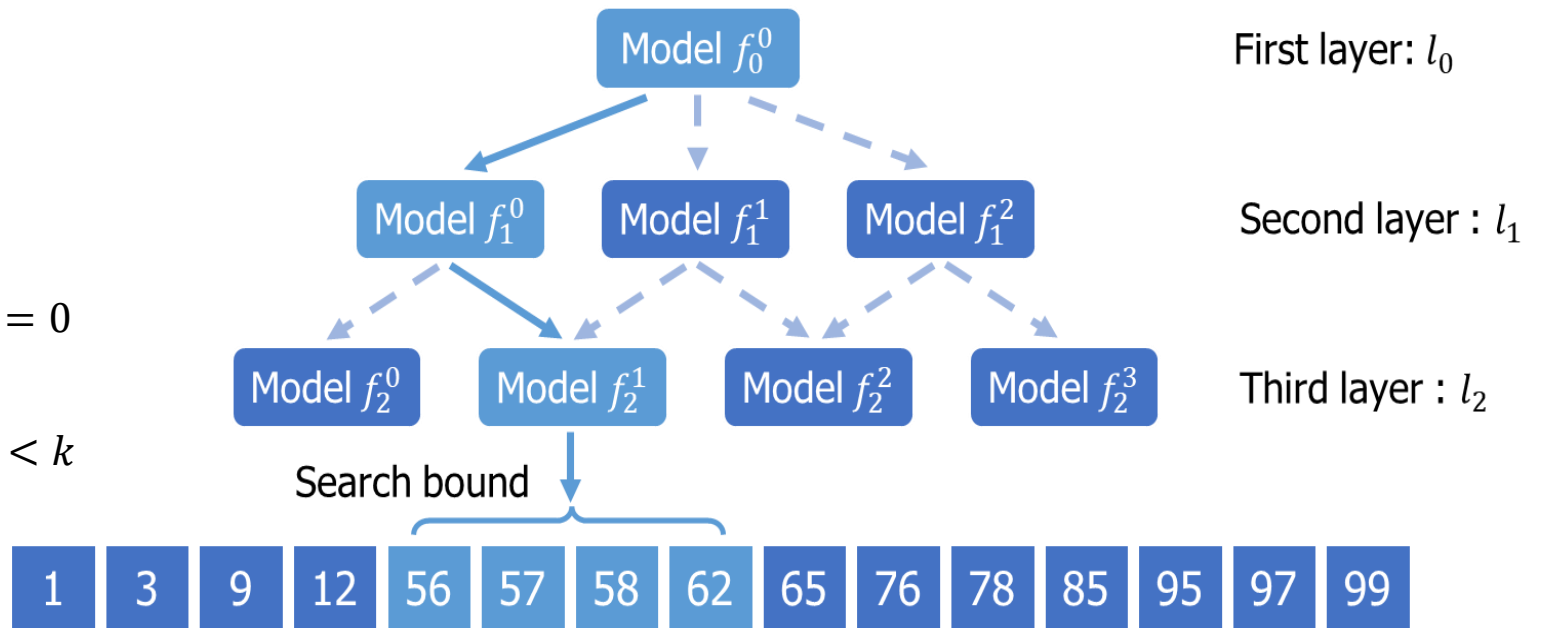 Model f_0^0 First layer: l_0
Model f_1^0 Model f_1^1 Model f_1^2 Second layer : l_1
= 0
Model f_2^0 Model f_2^1 Model f_2^2 Model f_2^3 Third layer : l_2
< k
Search bound
1 3 9 12 56 57 58 62 65 76 78 85 95 97 99